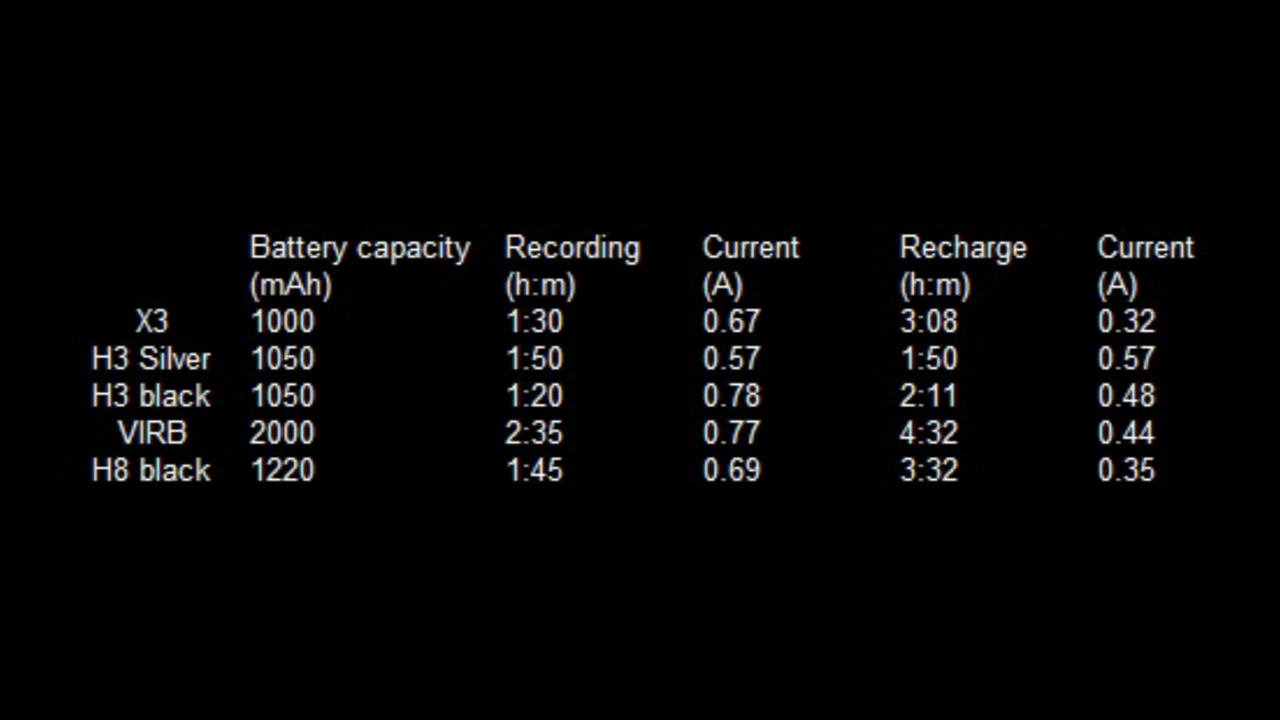 Battery capacity Recording Current Recharge Current
(mAh) (h:m) (A) (h:m) (A)
X3 1000 1:30 0.67 3:08 0.32
H3 Silver 1050 1:50 0.57 1:50 0.57
H3 black 1050 1:20 0.78 2:11 0.48
VIRB 2000 2:35 0.77 4:32 0.44
H8 black 1220 1:45 0.69 3:32 0.35